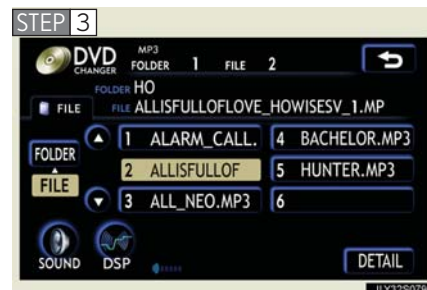 STEP 3
DVD CHANGER MP3 FOLDER 1 FILE 2
FOLDER HO
FILE FILE ALLISFULLOFLOVE_HOWISESV_1.MP
FOLDER FILE
1 ALARM_CALL. 4 BACHELOR.MP3
2 ALLISFULLOF 5 HUNTER.MP3
3 ALL_NEO.MP3 6
SOUND DSP DETAIL